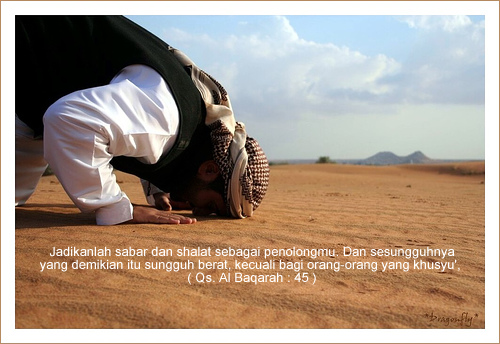 Jadikanlah sabar dan shalat sebagai penolongmu. Dan sesungguhnya
yang demikian itu sungguh berat, kecuali bagi orang-orang yang khusyu',
( Qs. Al Baqarah : 45 )
"Dragonfly"